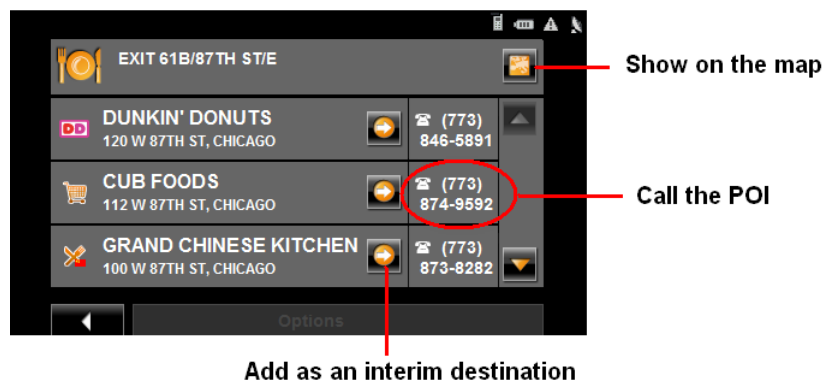 EXIT 61B/87TH ST/E
Show on the map
DD
DUNKIN' DONUTS
120 W 87TH ST, CHICAGO
(773)
846-5891
CUB FOODS
112 W 87TH ST, CHICAGO
(773)
874-9592
Call the POI
GRAND CHINESE KITCHEN
100 W 87TH ST, CHICAGO
(773)
873-8282
Options
Add as an interim destination